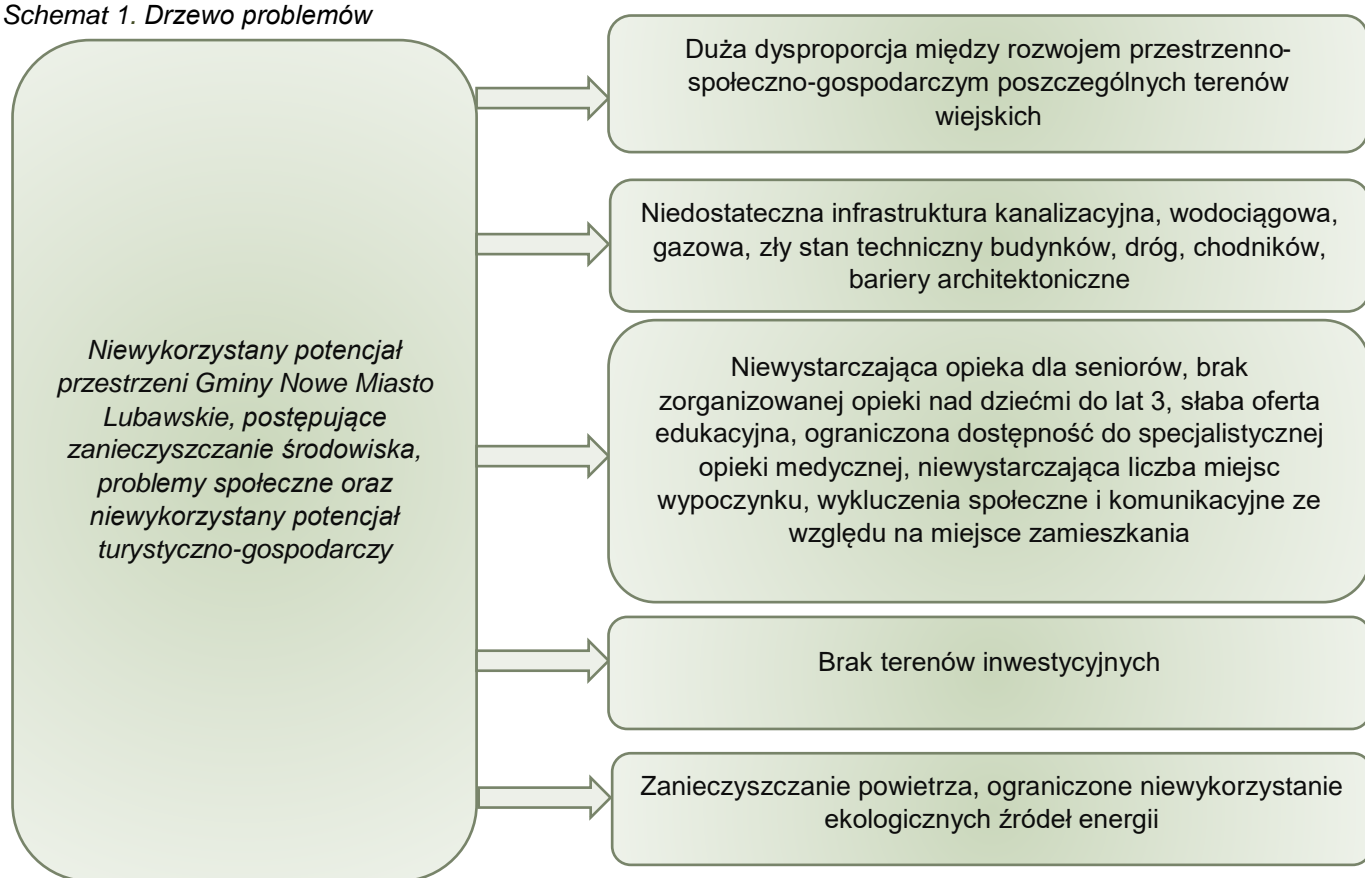 Schemat 1. Drzewo problemów
Niewykorzystany potencjał
przestrzeni Gminy Nowe Miasto
Lubawskie, postępujące
zanieczyszczanie środowiska,
problemy społeczne oraz
niewykorzystany potencjał
turystyczno-gospodarczy
Duża dysproporcja między rozwojem przestrzenno-
społeczno-gospodarczym poszczególnych terenów
wiejskich
Niedostateczna infrastruktura kanalizacyjna, wodociągowa,
gazowa, zły stan techniczny budynków, dróg, chodników,
bariery architektoniczne
Niewystarczająca opieka dla seniorów, brak
zorganizowanej opieki nad dziećmi do lat 3, słaba oferta
edukacyjna, ograniczona dostępność do specjalistycznej
opieki medycznej, niewystarczająca liczba miejsc
wypoczynku, wykluczenia społeczne i komunikacyjne ze
względu na miejsce zamieszkania
Brak terenów inwestycyjnych
Zanieczyszczanie powietrza, ograniczone niewykorzystanie
ekologicznych źródeł energii